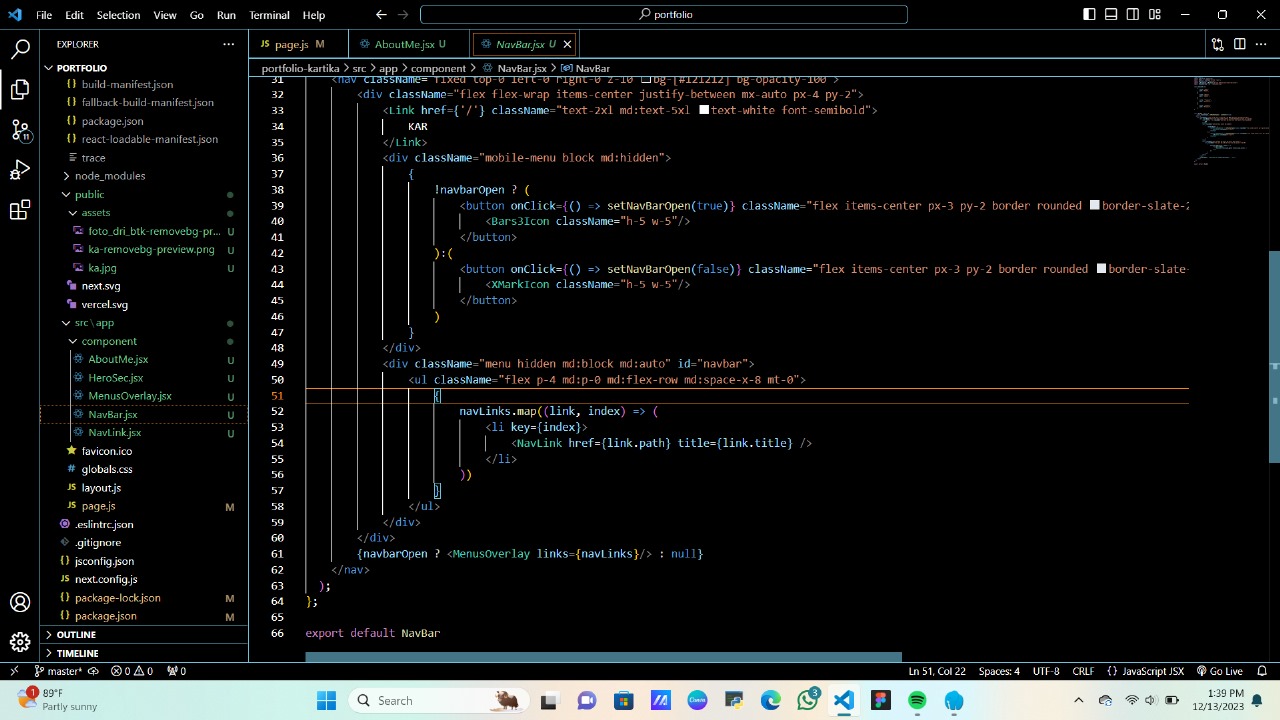 File Edit Selection View Go Run Terminal Help
portfolio
EXPLORER
page.js M
AboutMe.jsx U
NavBar.jsx U
PORTFOLIO
portfolio-kartika > src > app > component > NavBar.jsx > NavBar
build-manifest.json
fallback-build-manifest.json
package.json
react-loadable-manifest.json
trace
node_modules
public
assets
foto_dri_btk-removebg-pr... U
ka-removebg-preview.png U
ka.jpg U
next.svg
vercel.svg
src\app
component
AboutMe.jsx U
HeroSec.jsx U
MenusOverlay.jsx U
NavBar.jsx U
NavLink.jsx U
favicon.ico
globals.css
layout.js
page.js M
.eslintrc.json
.gitignore
jsconfig.json
next.config.js
package-lock.json M
package.json M
OUTLINE
TIMELINE
31 <nav className="fixed top-0 left-0 right-0 z-10 bg-[#121212] bg-opacity-100">
32 <div className="flex flex-rap items-center justify-between mx-auto px-4 py-2">
33 <Link href={'/'} className="text-2xl md:text-5xl text-white font-semibold">
34 KAR
35 </Link>
36 <div className="mobile-menu block md:hidden">
37 {
38 !navbarOpen ? (
39 <button onClick={() => setNavBarOpen(true)} className="flex items-center px-3 py-2 border rounded border-slate-2
40 <Bars3Icon className="h-5 w-5"/>
41 </button>
42 ):(
43 <button onClick={() => setNavBarOpen(false)} className="flex items-center px-3 py-2 border rounded border-slate-
44 <XMarkIcon className="h-5 w-5"/>
45 </button>
46 )
47 }
48 </div>
49 <div className="menu hidden md:block md:auto" id="navbar">
50 <ul className="flex p-4 md:p-0 md:flex-row md:space-x-8 mt-0">
51 {
52 navLinks.map((link, index) => (
53 <li key={index}>
54 <NavLink href={link.path} title={link.title} />
55 </li>
56 ))
57 }
58 </ul>
59 </div>
60 </div>
61 {navbarOpen ? <MenusOverlay links={navLinks}/> : null}
62 </nav>
63 );
64 };
65
66 export default NavBar
master* 0 0 0
Ln 51, Col 22 Spaces: 4 UTF-8 CRLF {} JavaScript JSX Go Live
1
89°F
Partly sunny
Search
Canva
3
1:39 PM
12/13/2023